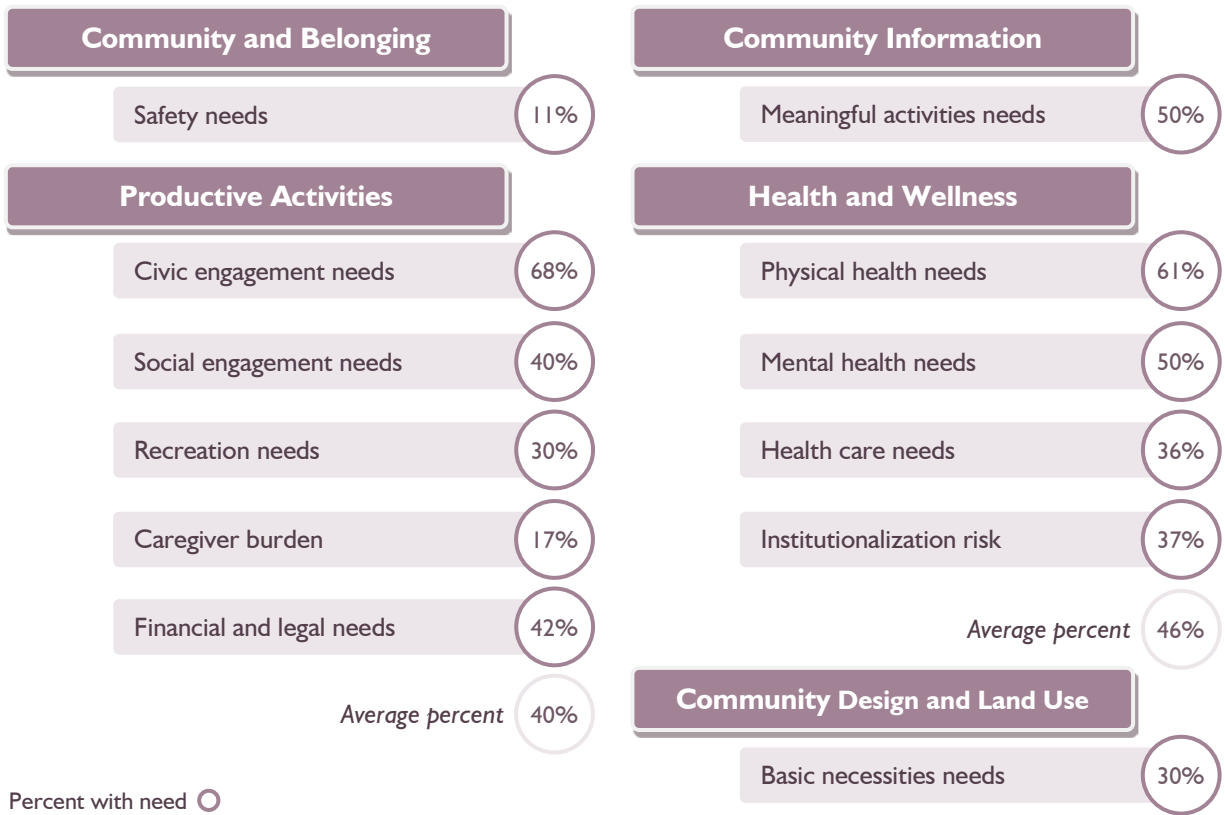 Community and Belonging
Safety needs 11%
Productive Activities
Civic engagement needs 68%
Social engagement needs 40%
Recreation needs 30%
Caregiver burden 17%
Financial and legal needs 42%
Average percent 40%
Percent with need
Community Information
Meaningful activities needs 50%
Health and Wellness
Physical health needs 61%
Mental health needs 50%
Health care needs 36%
Institutionalization risk 37%
Average percent 46%
Community Design and Land Use
Basic necessities needs 30%